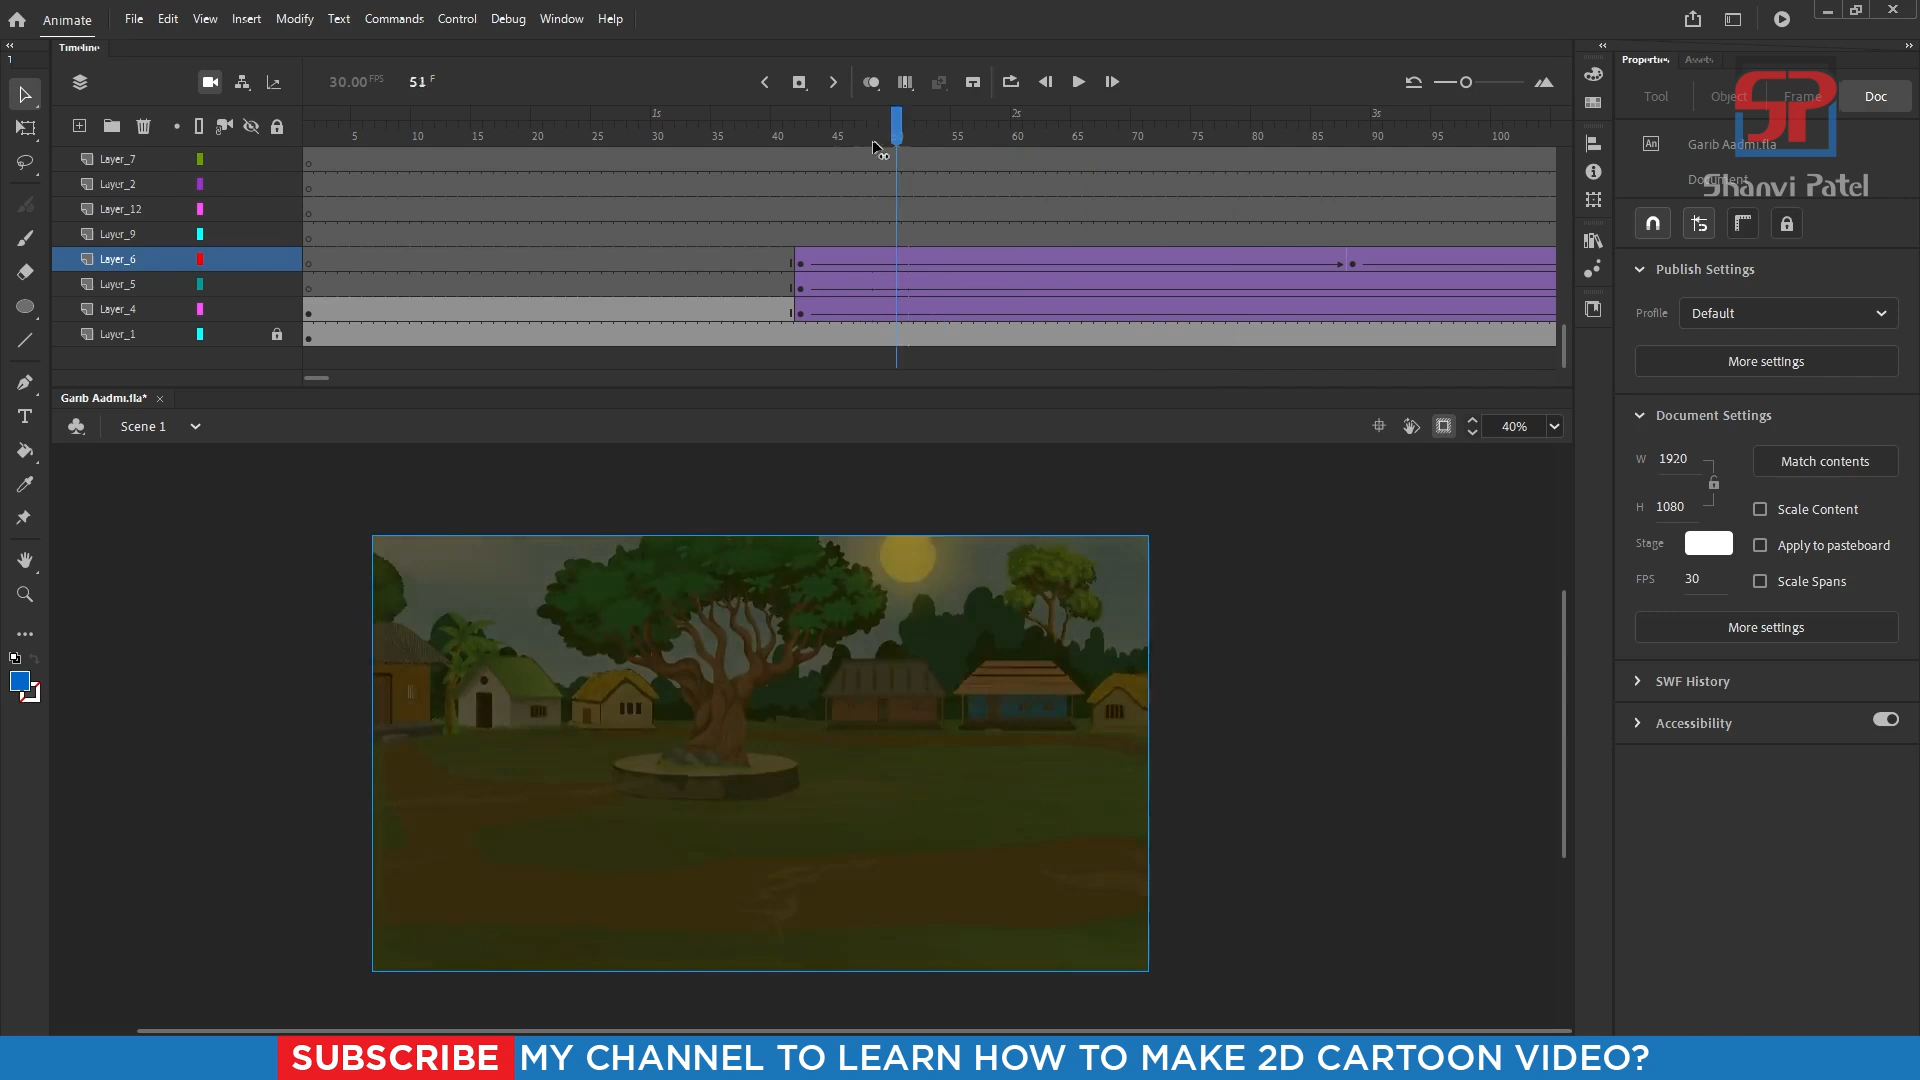 Animate File Edit View Insert Modify Text Commands Control Debug Window Help
1
Timeline
30.00 FPS 51 F
1s 2s 3s
5 10 15 20 25 30 35 40 45 50 55 60 65 70 75 80 85 90 95 100
Layer_7
Layer_2
Layer_12
Layer_9
Layer_6
Layer_5
Layer_4
Layer_1
Garib Aadmi.fla*
Scene 1
40%
Properties Assets
Tool Object Frame Doc
SP
An Garib Aadmi.fla
Document
Shanvi Patel
Publish Settings
Profile Default
More settings
Document Settings
W 1920 Match contents
H 1080 Scale Content
Stage Apply to pasteboard
FPS 30 Scale Spans
More settings
SWF History
Accessibility
SUBSCRIBE MY CHANNEL TO LEARN HOW TO MAKE 2D CARTOON VIDEO?